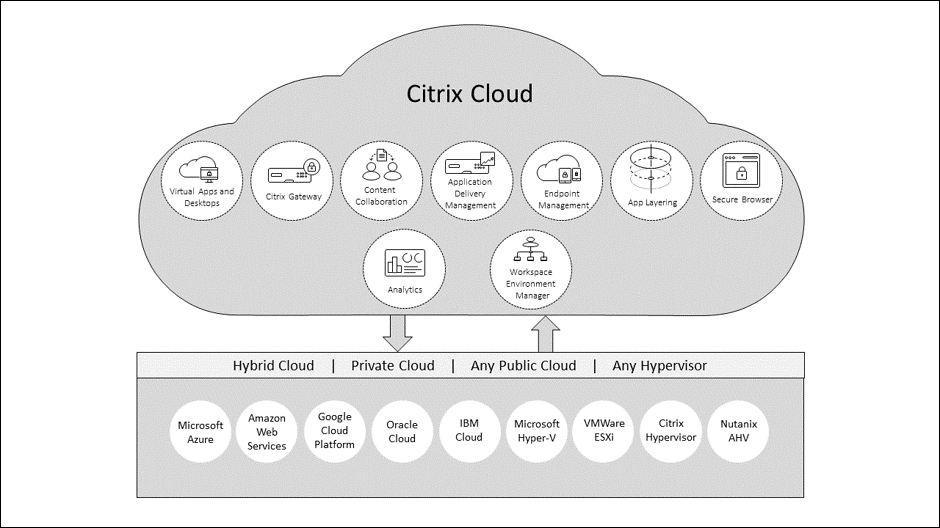 Citrix Cloud
Virtual Apps and
Desktops
Citrix Gateway
Content
Collaboration
Application
Delivery
Management
Endpoint
Management
App Layering
Secure Browser
Analytics
Workspace
Environment
Manager
Hybrid Cloud | Private Cloud | Any Public Cloud | Any Hypervisor
Microsoft
Azure
Amazon
Web
Services
Google
Cloud
Platform
Oracle
Cloud
IBM
Cloud
Microsoft
Hyper-V
VMWare
ESXi
Citrix
Hypervisor
Nutanix
AHV